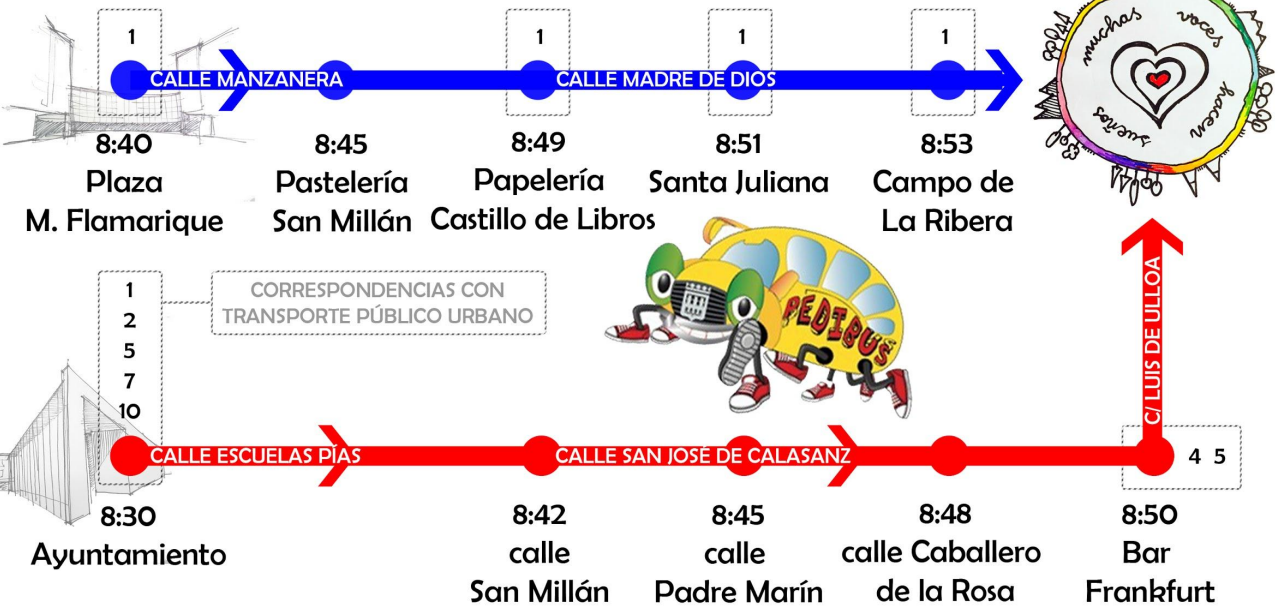 1
1
1
1
CALLE MANZANERA
CALLE MADRE DE DIOS
muchas
voces
hacen
sueños
8:40
Plaza
M. Flamarique
8:45
Pastelería
San Millán
8:49
Papelería
Castillo de Libros
8:51
Santa Juliana
8:53
Campo de
La Ribera
1
2
5
7
10
CORRESPONDENCIAS CON
TRANSPORTE PÚBLICO URBANO
PEDIBUS
C/ LUIS DE ULLOA
CALLE ESCUELAS PÍAS
CALLE SAN JOSÉ DE CALASANZ
4 5
8:30
Ayuntamiento
8:42
calle
San Millán
8:45
calle
Padre Marín
8:48
calle Caballero
de la Rosa
8:50
Bar
Frankfurt